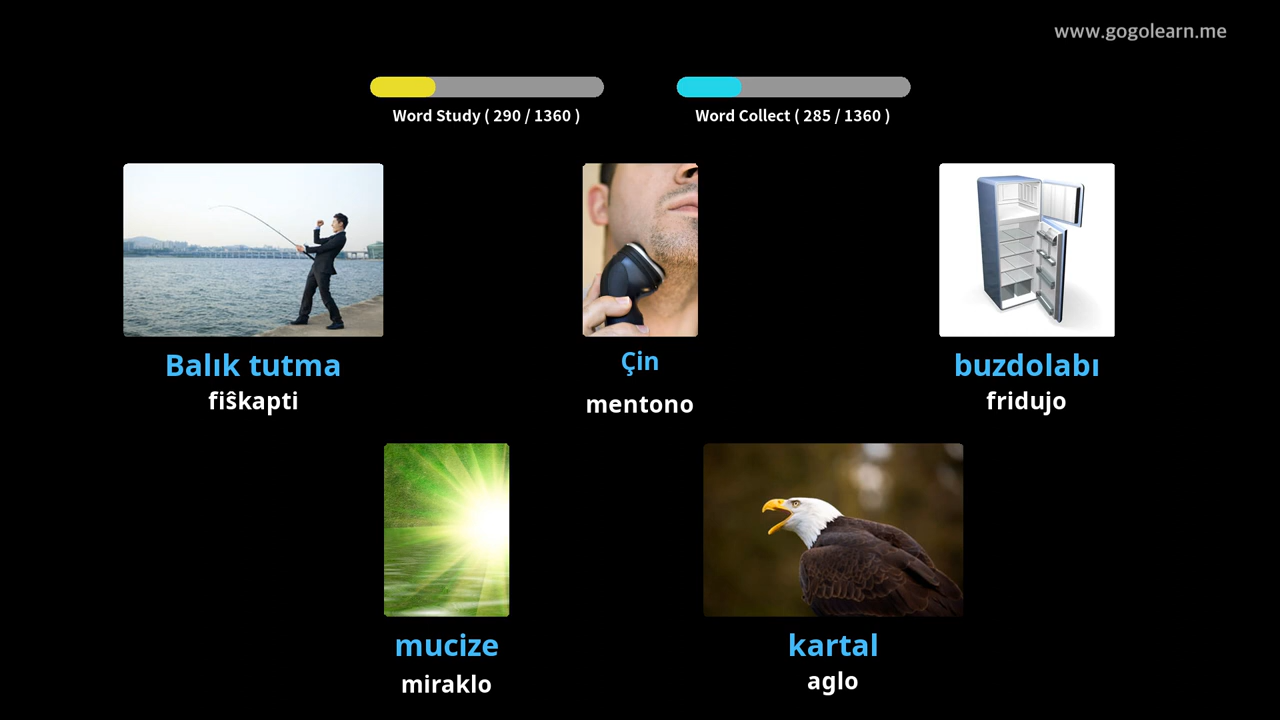 www.gogolearn.me
Word Study ( 290 / 1360 )
Word Collect ( 285 / 1360 )
Balık tutma
fiŝkapti
Çin
mentono
buzdolabı
fridujo
mucize
miraklo
kartal
aglo